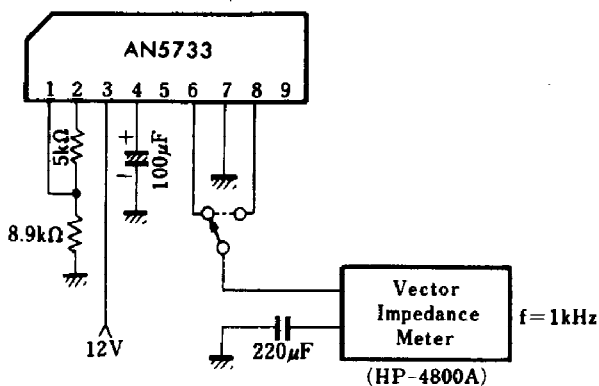 AN5733
1 2 3 4 5 6 7 8 9
5kΩ
+
100μF
−
8.9kΩ
12V
220μF
Vector
Impedance
Meter
f=1kHz
(HP-4800A)